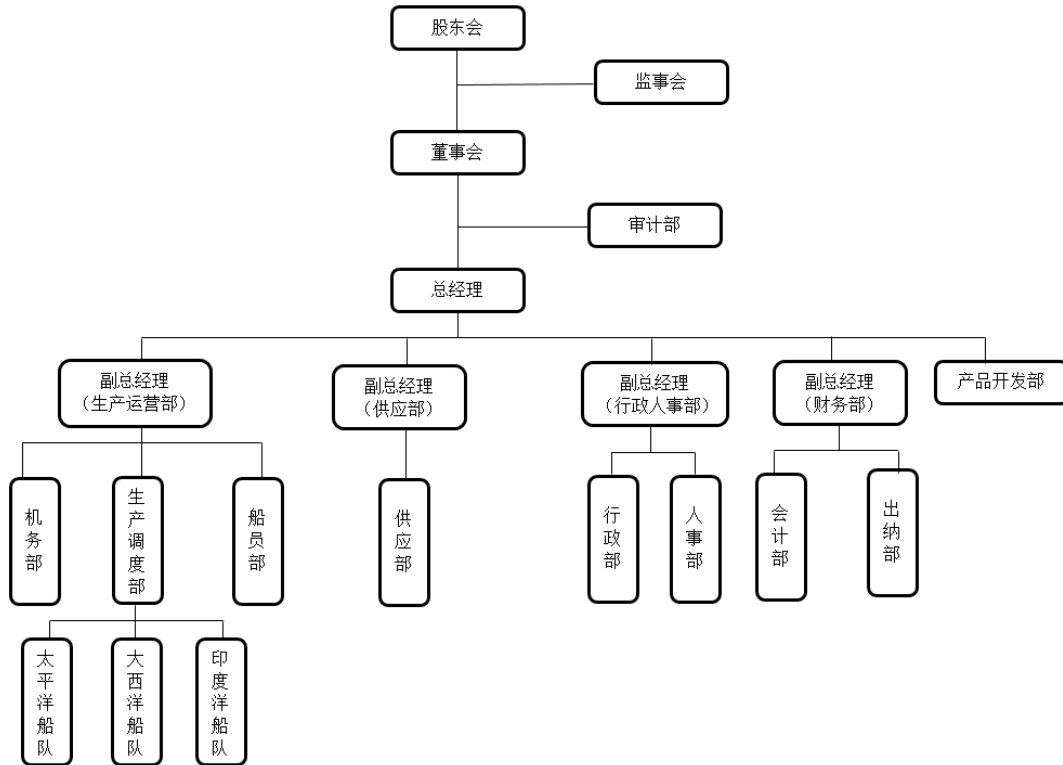 股东会
监事会
董事会
审计部
总经理
副总经理
（生产运营部）
副总经理
（供应部）
副总经理
（行政人事部）
副总经理
（财务部）
产品开发部
机务部
生产调度部
船员部
供应部
行政部
人事部
会计部
出纳部
太平洋船队
大西洋船队
印度洋船队